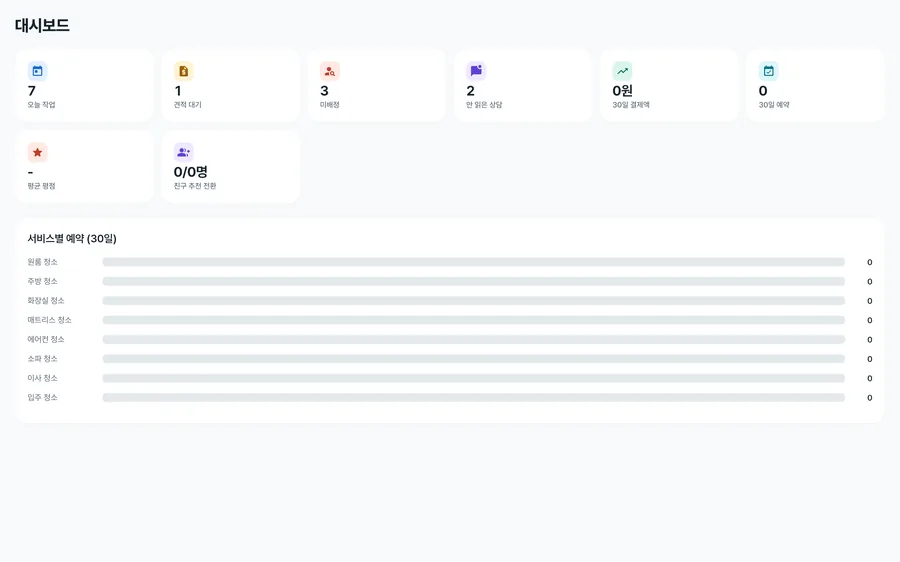 대시보드
7
오늘 작업
1
견적 대기
3
미배정
2
안 읽은 상담
0원
30일 결제액
0
30일 예약
-
평균 평점
0/0명
친구 추천 전환
서비스별 예약 (30일)
원룸 청소 0
주방 청소 0
화장실 청소 0
매트리스 청소 0
에어컨 청소 0
소파 청소 0
이사 청소 0
입주 청소 0